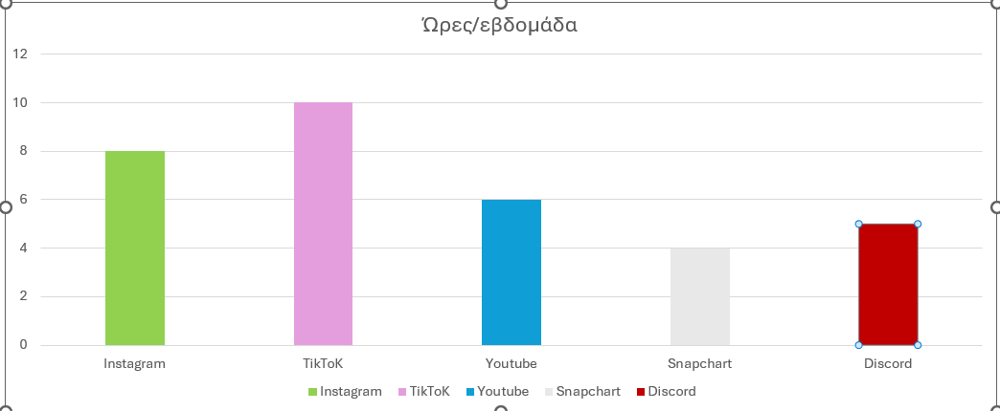 Ώρες/εβδομάδα
12
10
8
6
4
2
0
Instagram TikToK Youtube Snapchart Discord
Instagram TikToK Youtube Snapchart Discord